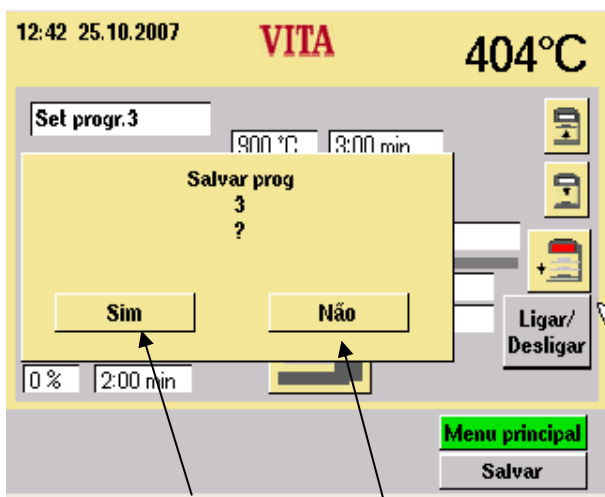 12:42 25.10.2007 VITA 404°C
Set progr.3
900 °C 3:00 min
Salvar prog
3
?
Sim Não
Ligar/
Desligar
0 % 2:00 min
Menu principal
Salvar